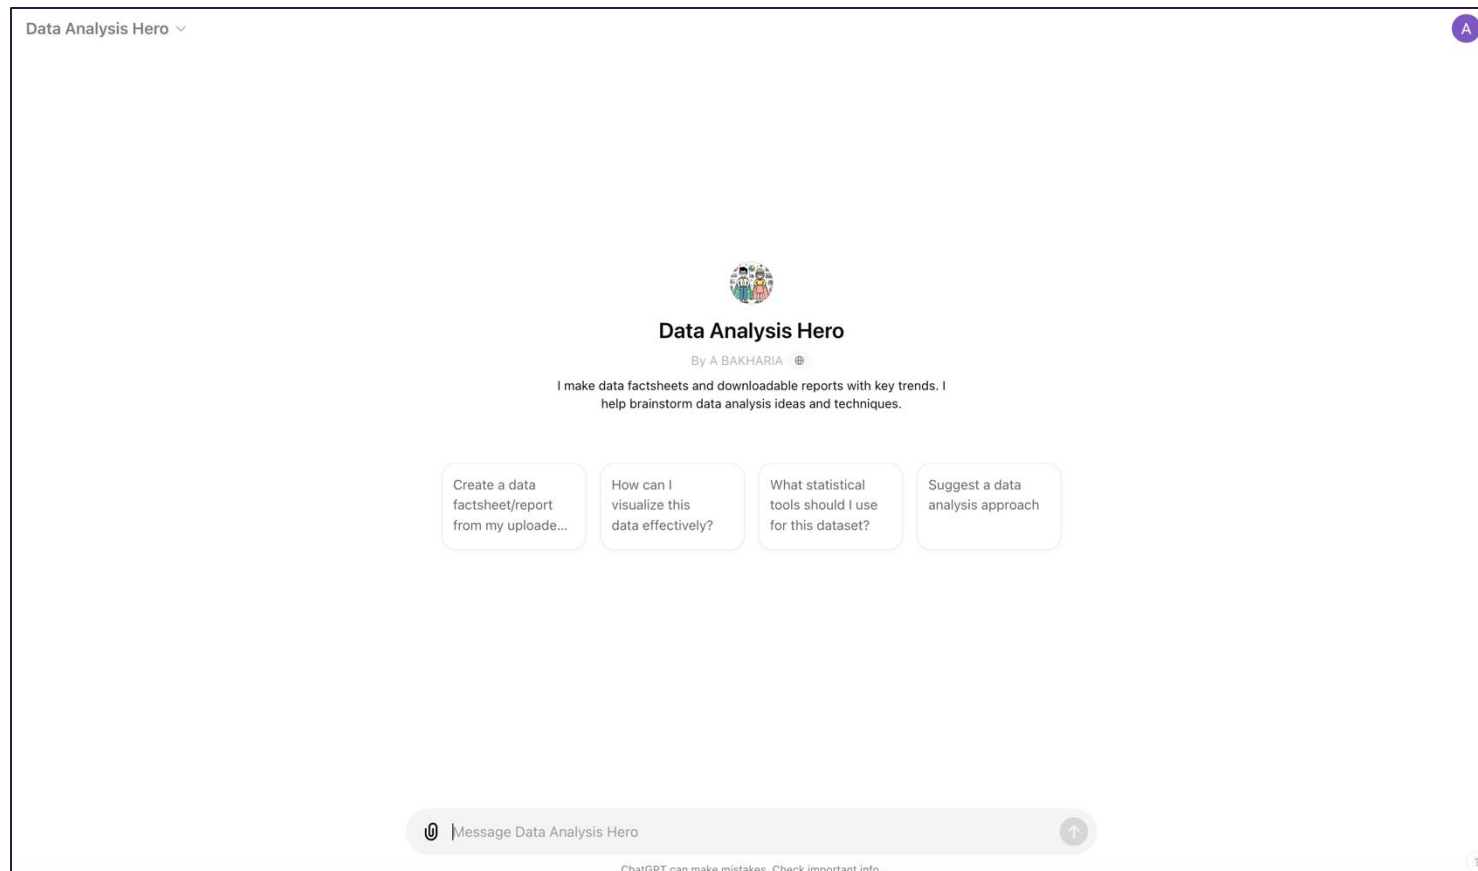 Data Analysis Hero
A
Data Analysis Hero
By A BAKHARIA
I make data factsheets and downloadable reports with key trends. I
help brainstorm data analysis ideas and techniques.
Create a data
factsheet/report
from my uploade...
How can I
visualize this
data effectively?
What statistical
tools should I use
for this dataset?
Suggest a data
analysis approach
Message Data Analysis Hero
ChatGPT can make mistakes. Check important info.
?